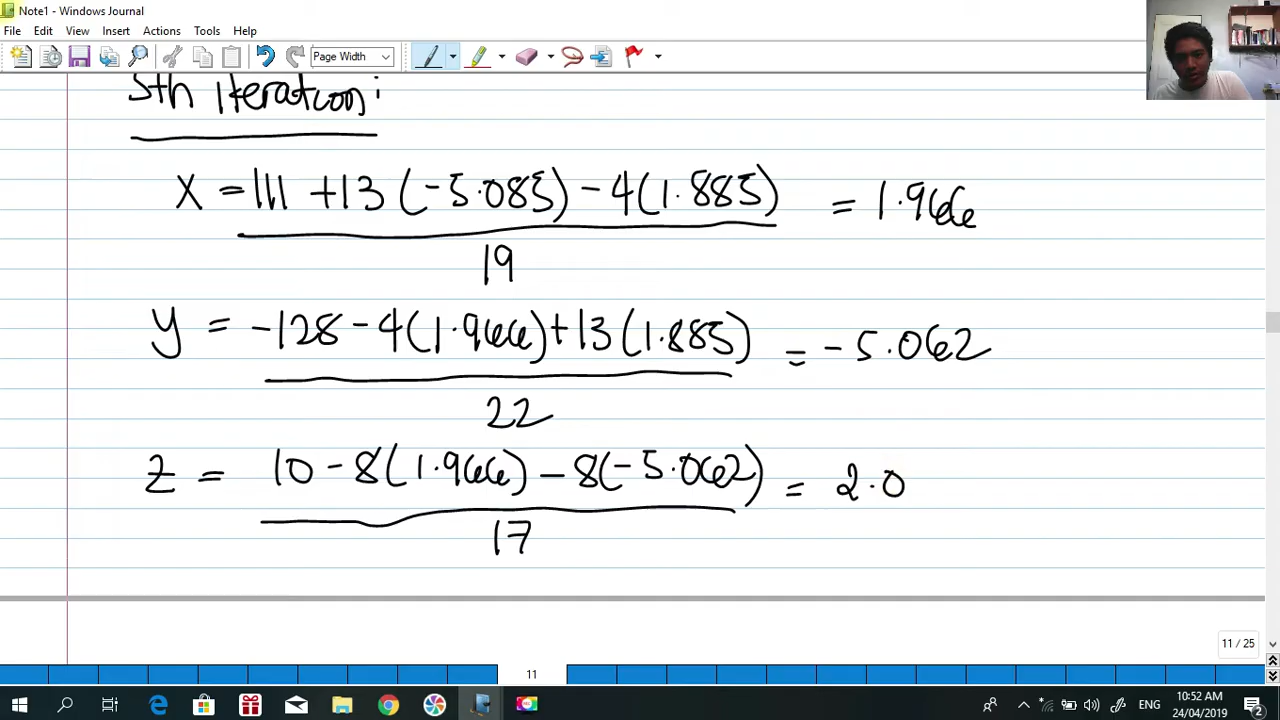 Note1 - Windows Journal
File Edit View Insert Actions Tools Help
Page Width
5th iteration:
X = 111 + 13 (-5.085) - 4(1.885) = 1.966
19
y = -128 - 4(1.966) + 13 (1.885) = -5.062
22
z = 10 - 8(1.966) - 8(-5.062) = 2.0
17
11 / 25
11
ENG
10:52 AM
24/04/2019
2